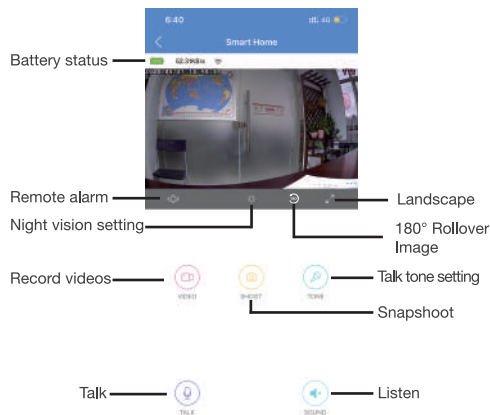 6:40
4G
Smart Home
Battery status
Remote alarm
Landscape
Night vision setting
180° Rollover
Image
Record videos
Talk tone setting
VIDEO
SHOOT
TONE
Snapshoot
Talk
Listen
TALK
SOUND